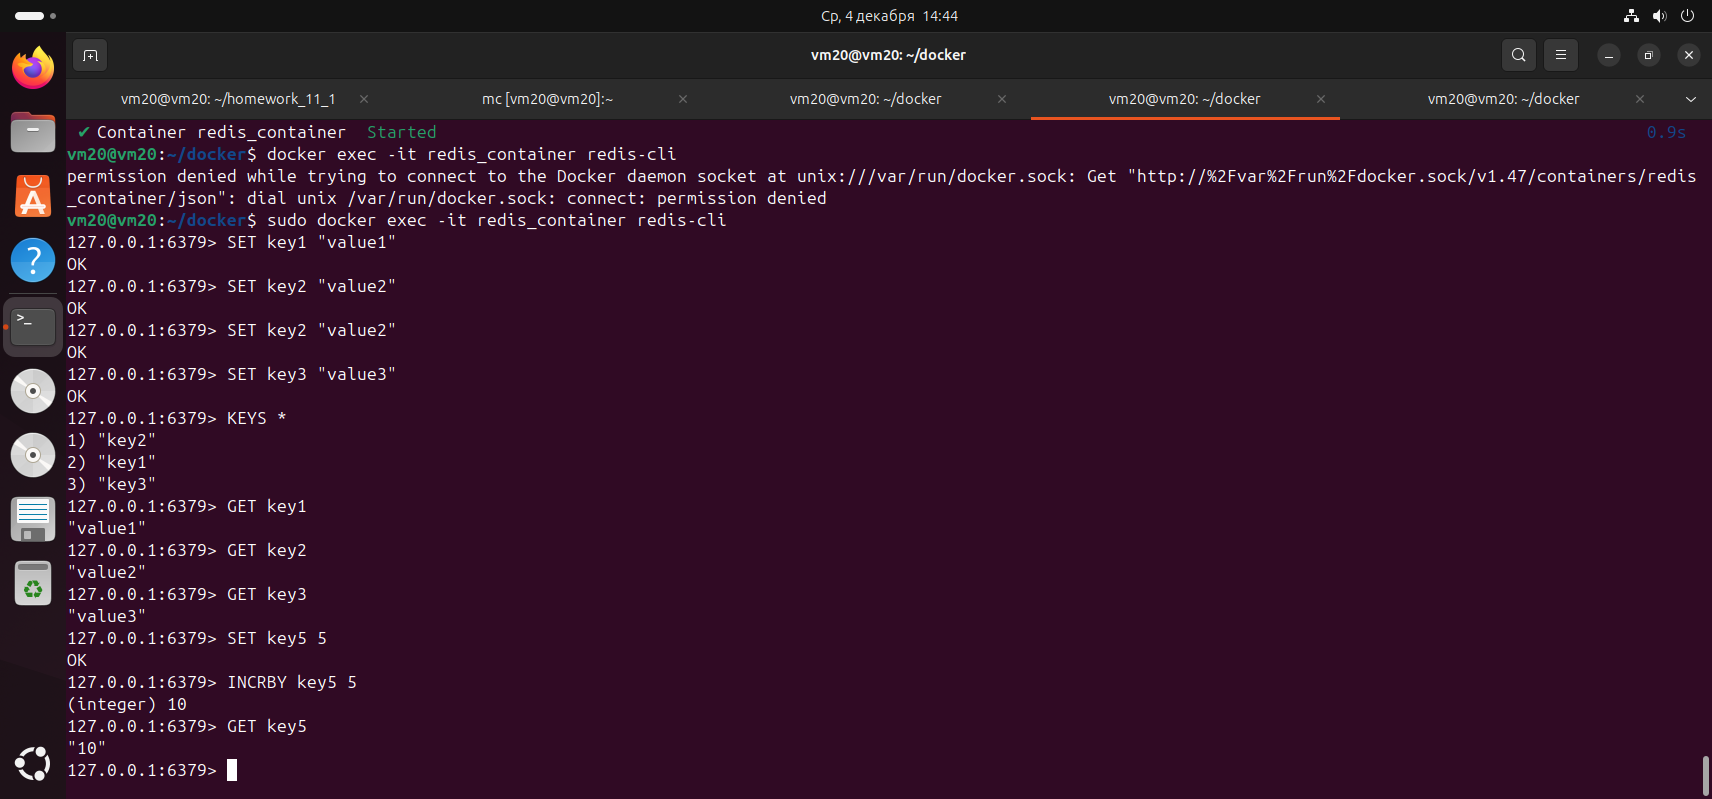 Ср, 4 декабря 14:44
vm20@vm20: ~/docker
vm20@vm20: ~/homework_11_1
mc [vm20@vm20]:~
vm20@vm20: ~/docker
vm20@vm20: ~/docker
vm20@vm20: ~/docker
✔ Container redis_container Started 0.9s
vm20@vm20:~/docker$ docker exec -it redis_container redis-cli
permission denied while trying to connect to the Docker daemon socket at unix:///var/run/docker.sock: Get "http://%2Fvar%2Frun%2Fdocker.sock/v1.47/containers/redis
_container/json": dial unix /var/run/docker.sock: connect: permission denied
vm20@vm20:~/docker$ sudo docker exec -it redis_container redis-cli
127.0.0.1:6379> SET key1 "value1"
OK
127.0.0.1:6379> SET key2 "value2"
OK
127.0.0.1:6379> SET key2 "value2"
OK
127.0.0.1:6379> SET key3 "value3"
OK
127.0.0.1:6379> KEYS *
1) "key2"
2) "key1"
3) "key3"
127.0.0.1:6379> GET key1
"value1"
127.0.0.1:6379> GET key2
"value2"
127.0.0.1:6379> GET key3
"value3"
127.0.0.1:6379> SET key5 5
OK
127.0.0.1:6379> INCRBY key5 5
(integer) 10
127.0.0.1:6379> GET key5
"10"
127.0.0.1:6379>